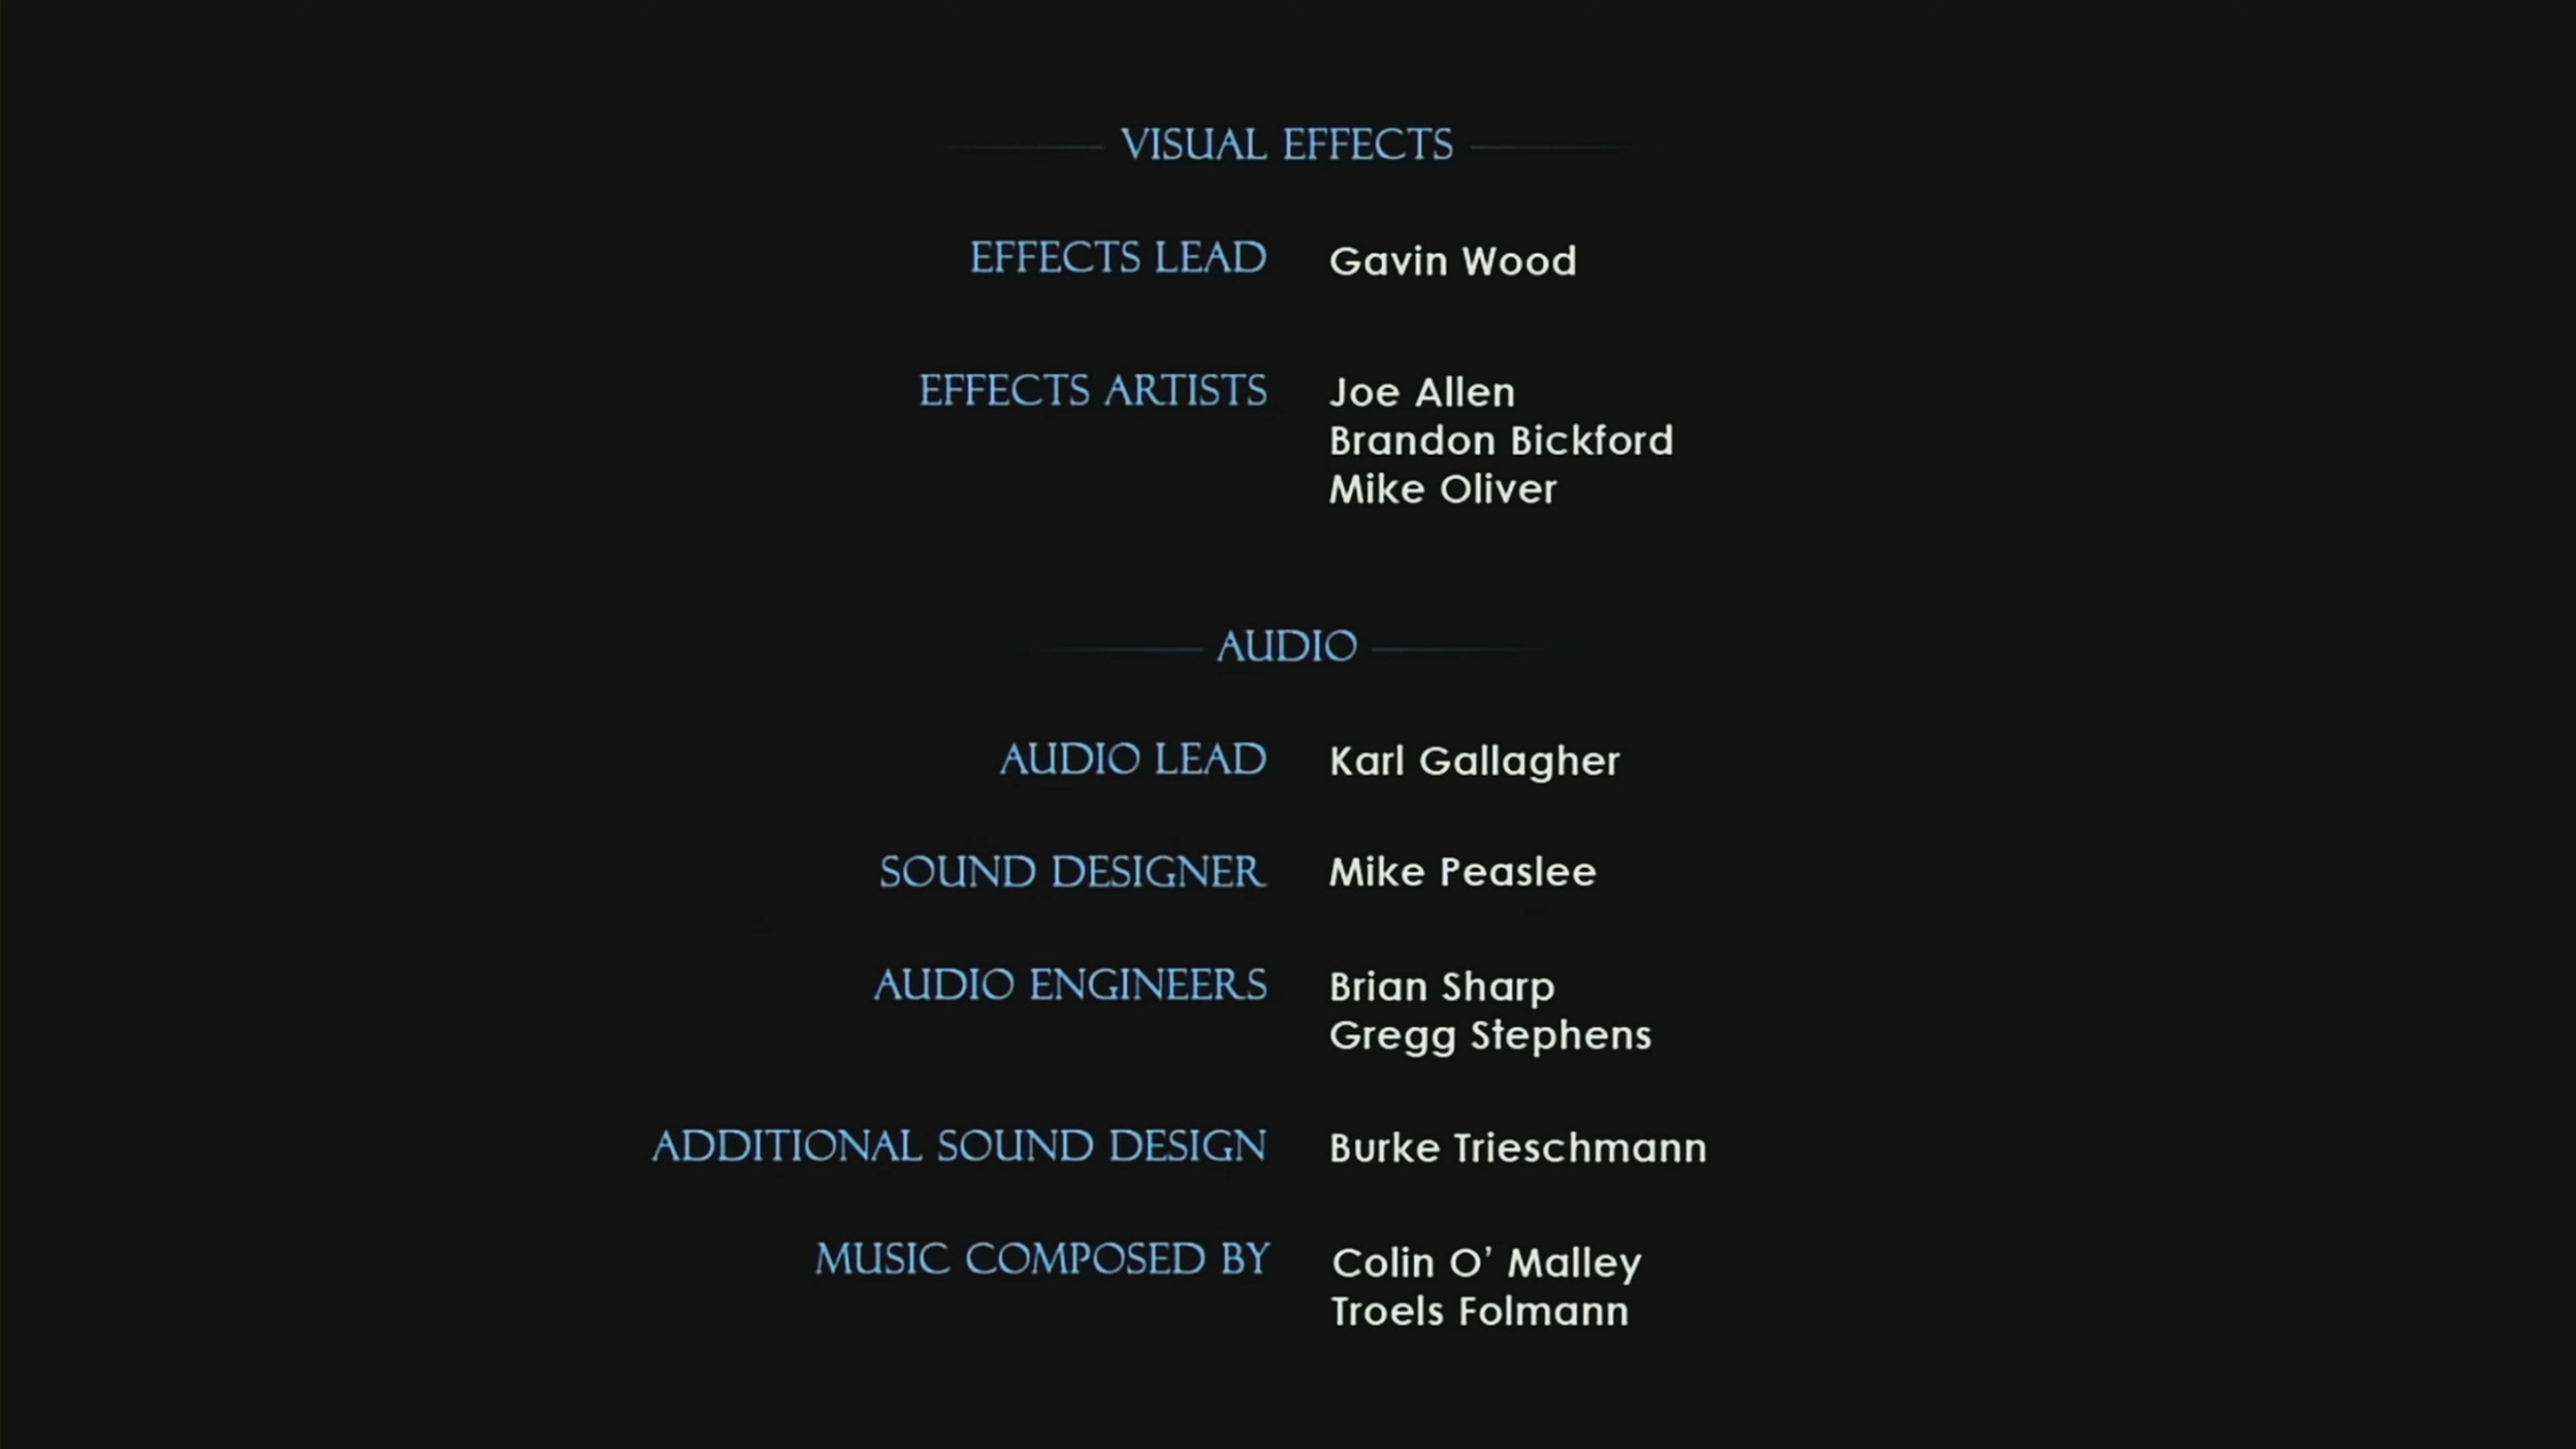 VISUAL EFFECTS
EFFECTS LEAD Gavin Wood
EFFECTS ARTISTS Joe Allen
Brandon Bickford
Mike Oliver
AUDIO
AUDIO LEAD Karl Gallagher
SOUND DESIGNER Mike Peaslee
AUDIO ENGINEERS Brian Sharp
Gregg Stephens
ADDITIONAL SOUND DESIGN Burke Trieschmann
MUSIC COMPOSED BY Colin O’ Malley
Troels Folmann